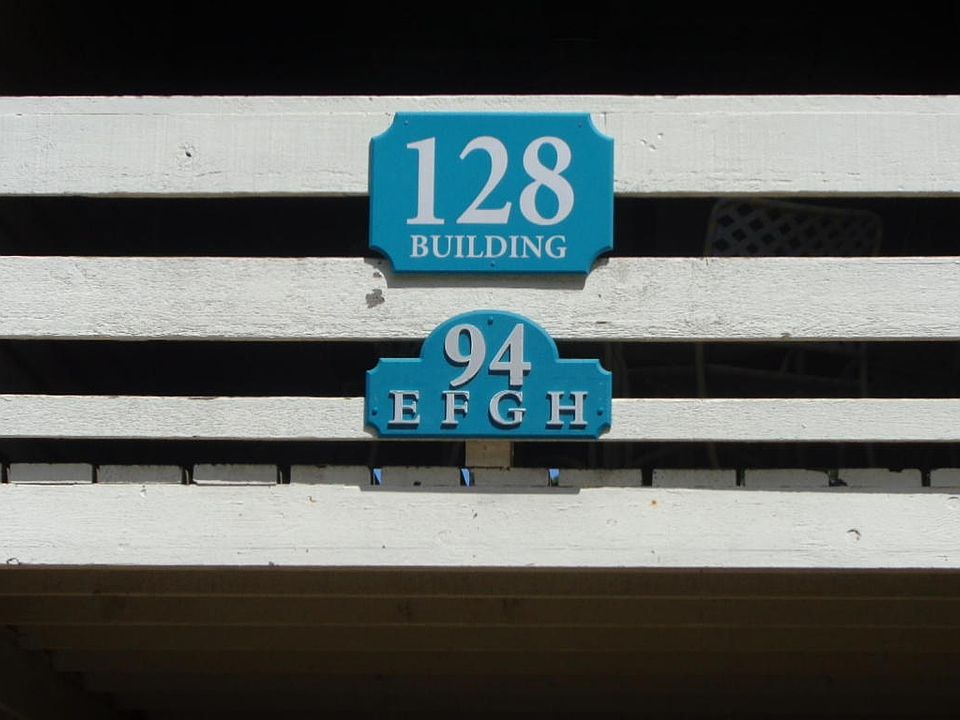 128
BUILDING
94
E F G H